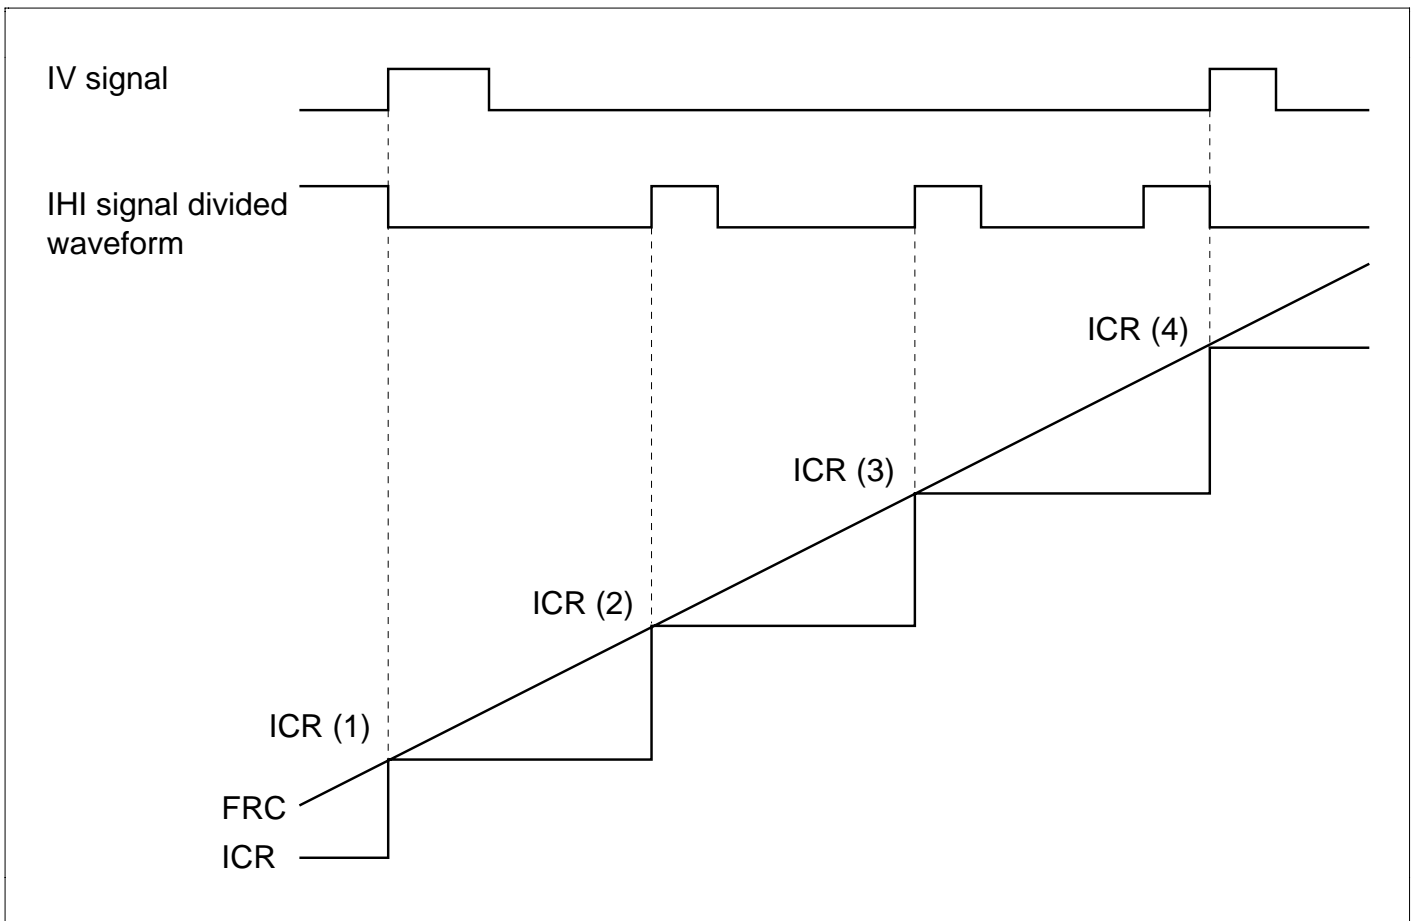 IV signal
IHI signal divided
waveform
ICR (4)
ICR (3)
ICR (2)
ICR (1)
FRC
ICR